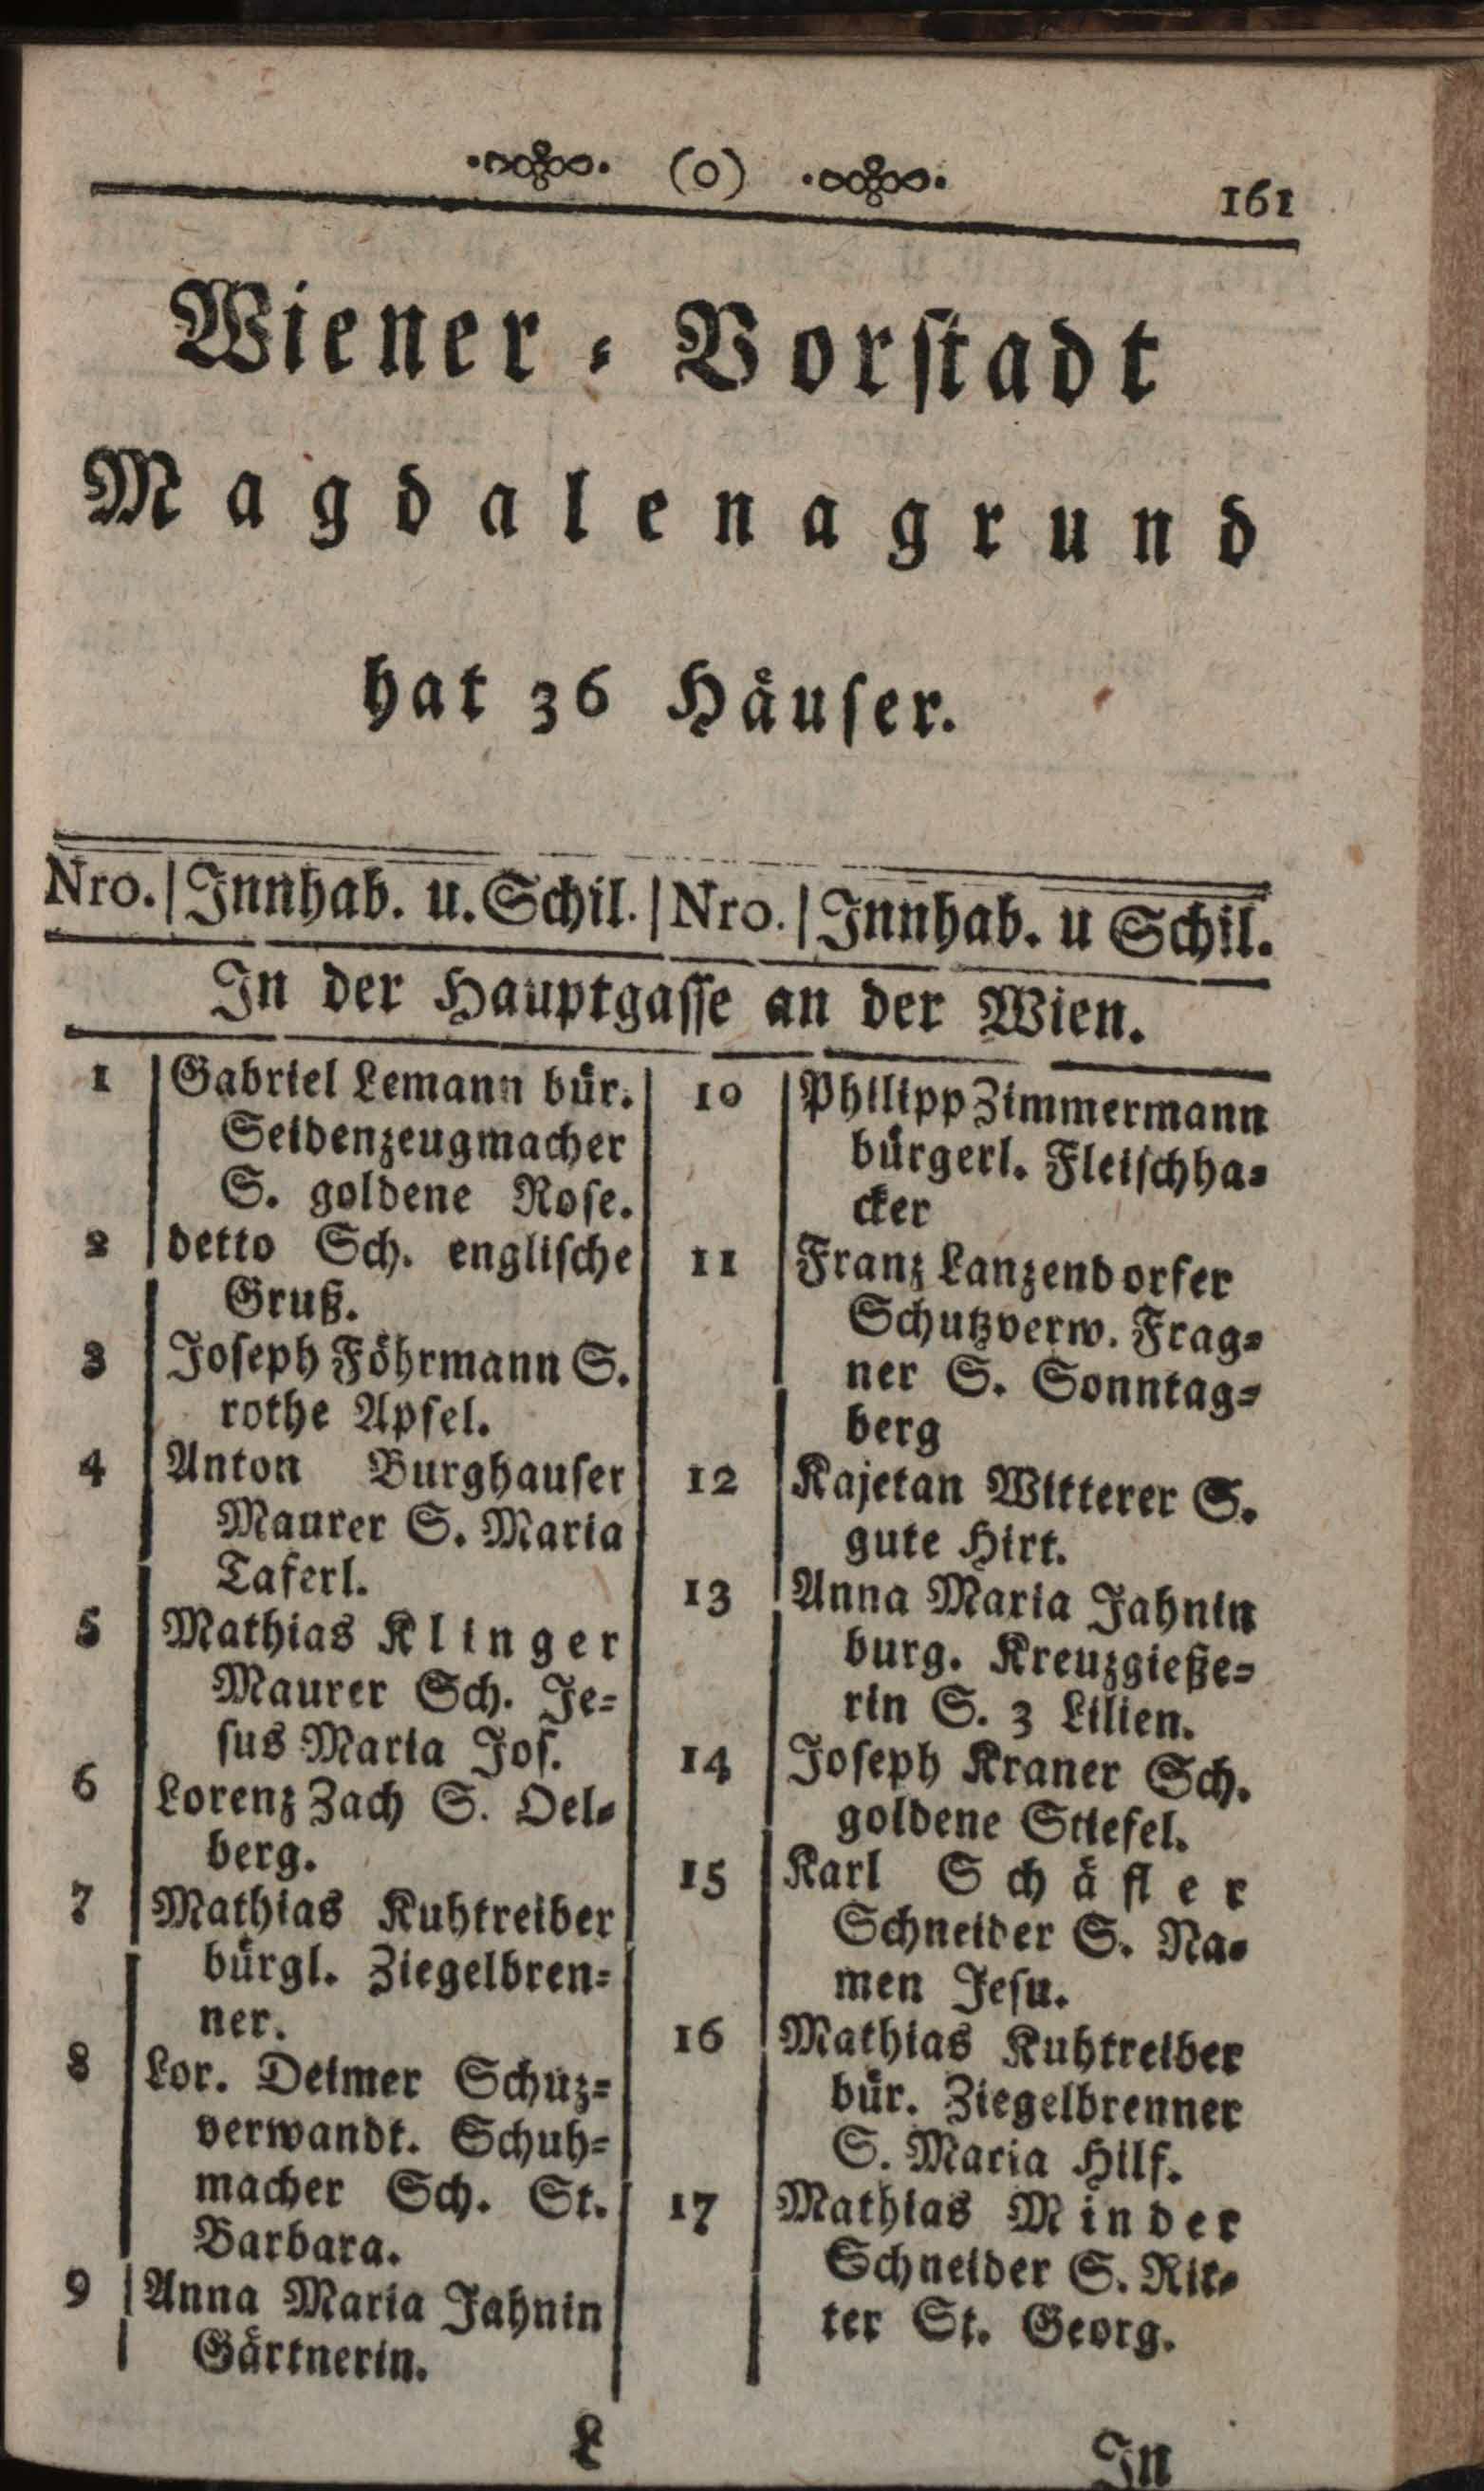 (o) 161
Wiener-Vorstadt
Magdalenagrund
hat 36 Häuser.
Nro. | Innhab. u. Schil. | Nro. | Innhab. u Schil.
In der Hauptgasse an der Wien.
1 Gabriel Lemann bür.
Seidenzeugmacher
S. goldene Rose.
2 detto Sch. englische
Gruß.
3 Joseph Föhrmann S.
rothe Apfel.
4 Anton Burghauser
Maurer S. Maria
Taferl.
5 Mathias Klinger
Maurer Sch. Je-
sus Maria Jos.
6 Lorenz Zach S. Oel-
berg.
7 Mathias Kuhtreiber
bürgl. Ziegelbren-
ner.
8 Lor. Deimer Schuz-
verwandt. Schuh-
macher Sch. St.
Barbara.
9 Anna Maria Jahnin
Gärtnerin.
10 Philipp Zimmermann
bürgerl. Fleischha-
cker
11 Franz Lanzendorfer
Schutzverw. Frag-
ner S. Sonntag-
berg
12 Kajetan Witterer S.
gute Hirt.
13 Anna Maria Jahnin
burg. Kreuzgieße-
rin S. 3 Lilien.
14 Joseph Kraner Sch.
goldene Stiefel.
15 Karl Schäfler
Schneider S. Na-
men Jesu.
16 Mathias Kuhtreiber
bür. Ziegelbrenner
S. Maria Hilf.
17 Mathias Minder
Schneider S. Rit-
ter St. Georg.
L In